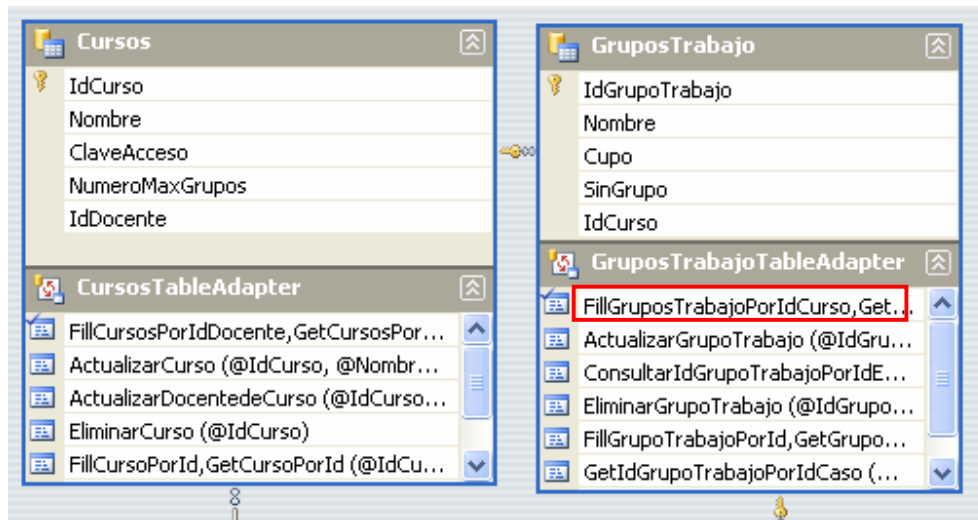 Cursos
IdCurso
Nombre
ClaveAcceso
NumeroMaxGrupos
IdDocente
CursosTableAdapter
FillCursosPorIdDocente,GetCursosPor...
ActualizarCurso (@IdCurso, @Nombr...
ActualizarDocentedeCurso (@IdCurso...
EliminarCurso (@IdCurso)
FillCursoPorId,GetCursoPorId (@IdCu...
GruposTrabajo
IdGrupoTrabajo
Nombre
Cupo
SinGrupo
IdCurso
GruposTrabajoTableAdapter
FillGruposTrabajoPorIdCurso,Get...
ActualizarGrupoTrabajo (@IdGru...
ConsultarIdGrupoTrabajoPorIdE...
EliminarGrupoTrabajo (@IdGrupo...
FillGrupoTrabajoPorId,GetGrupo...
GetIdGrupoTrabajoPorIdCaso (...